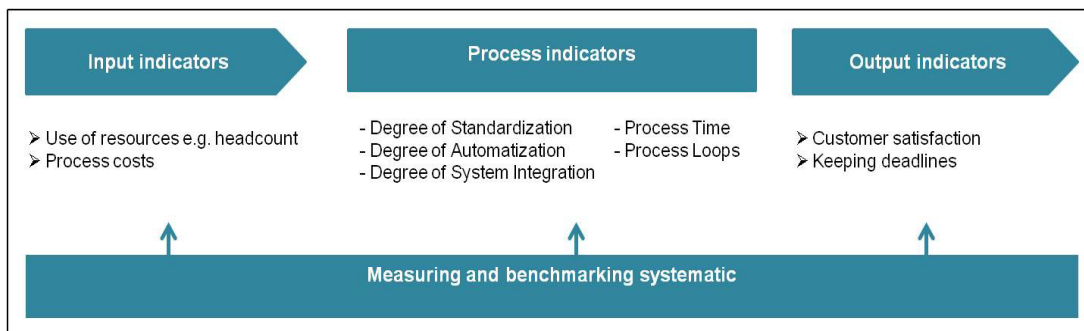 Input indicators
➢ Use of resources e.g. headcount
➢ Process costs
Process indicators
- Degree of Standardization
- Degree of Automatization
- Degree of System Integration
- Process Time
- Process Loops
Output indicators
➢ Customer satisfaction
➢ Keeping deadlines
Measuring and benchmarking systematic